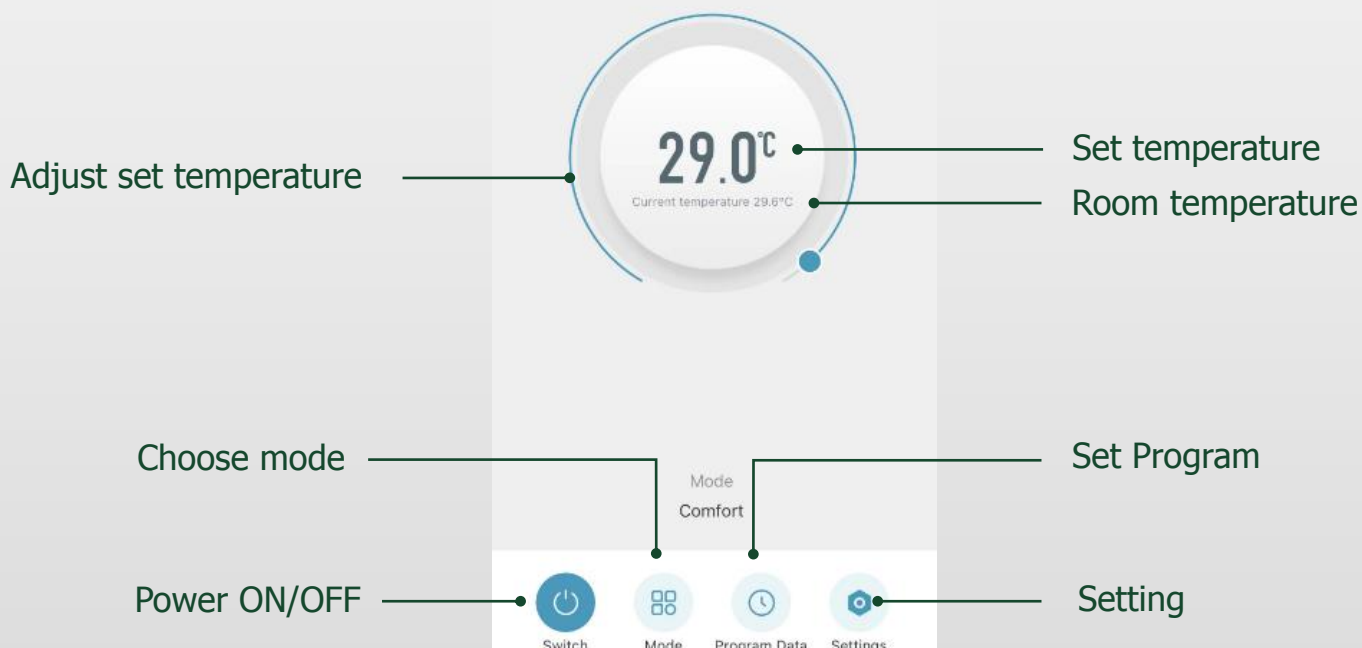 29.0°C
Set temperature
Adjust set temperature
Current temperature 29.6°C
Room temperature
Choose mode
Set Program
Mode
Comfort
Power ON/OFF
Setting
Switch
Mode
Program Data
Settings